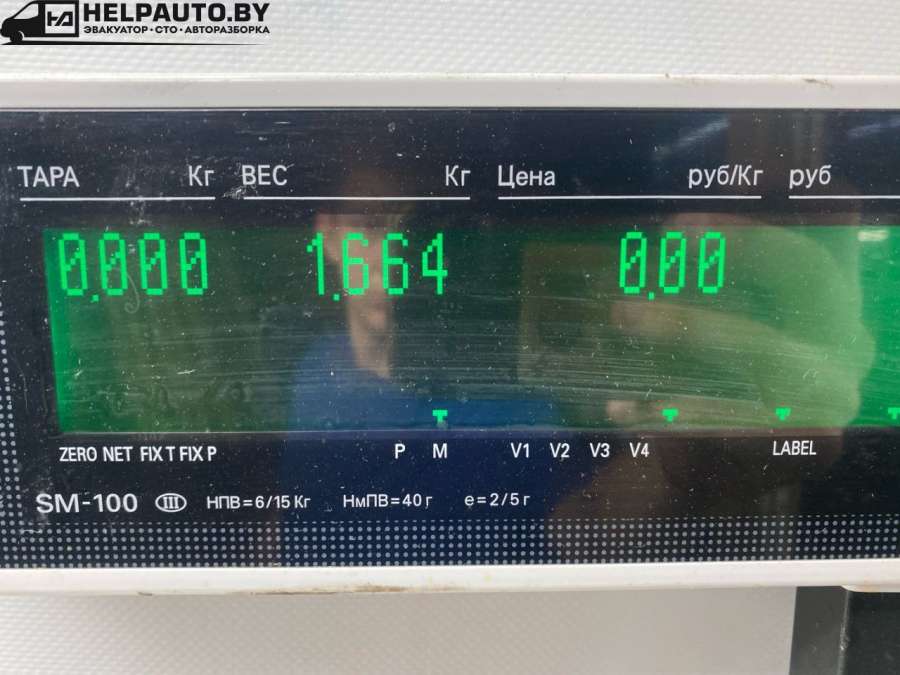 HELPAUTO.BY
ЭВАКУАТОР · СТО · АВТОРАЗБОРКА
ТАРА Кг ВЕС Кг Цена руб/Кг руб
0.000 1.664 0.00
ZERO NET FIX T FIX P P M V1 V2 V3 V4 LABEL
SM-100 III НПВ=6/15 Кг НмПВ=40 г e=2/5 г